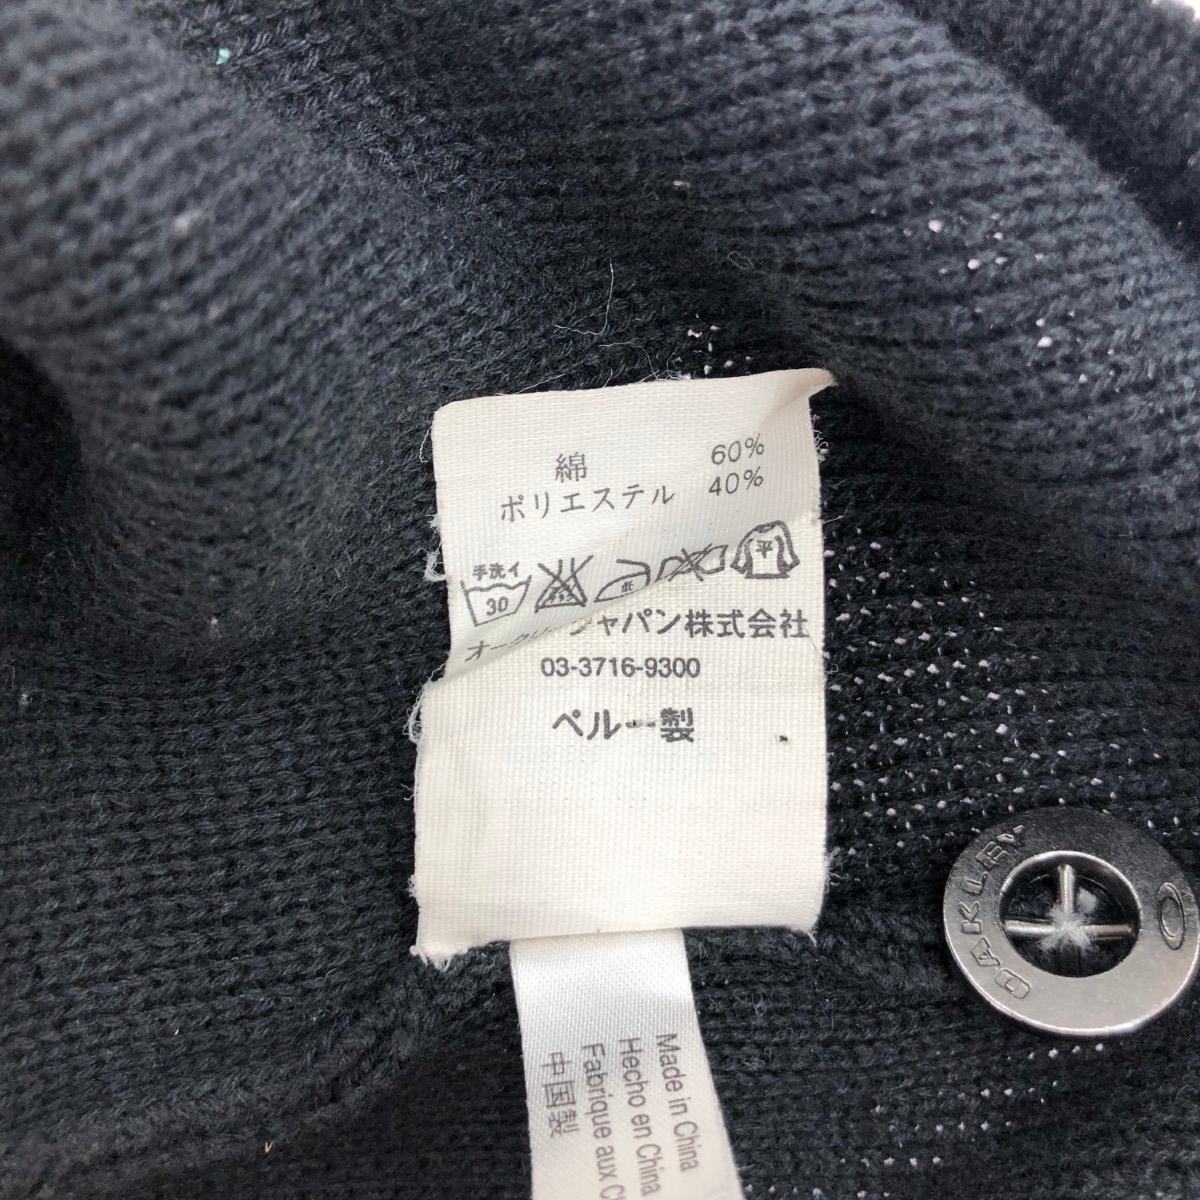 綿 60%
ポリエステル 40%
手洗イ
30
平
オークリージャパン株式会社
03-3716-9300
ペルー製
OAKLEY
Made in China
Hecho en China
Fabrique aux
中国製